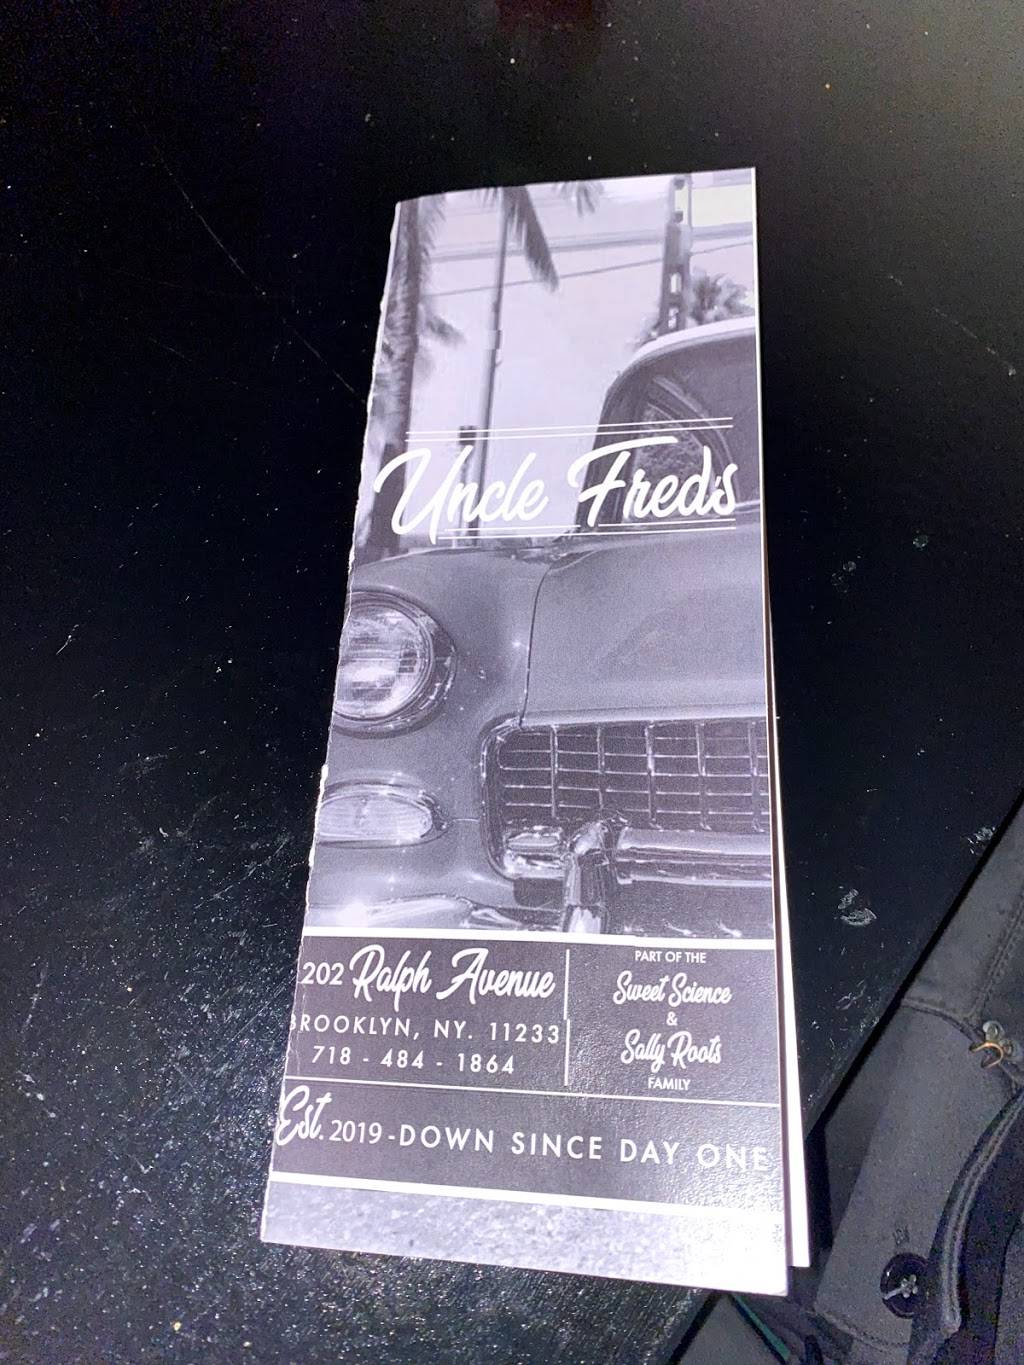 Uncle Fred's
202 Ralph Avenue
BROOKLYN, NY. 11233
718 - 484 - 1864
PART OF THE
Sweet Science
&
Sally Roots
FAMILY
Est. 2019 - DOWN SINCE DAY ONE